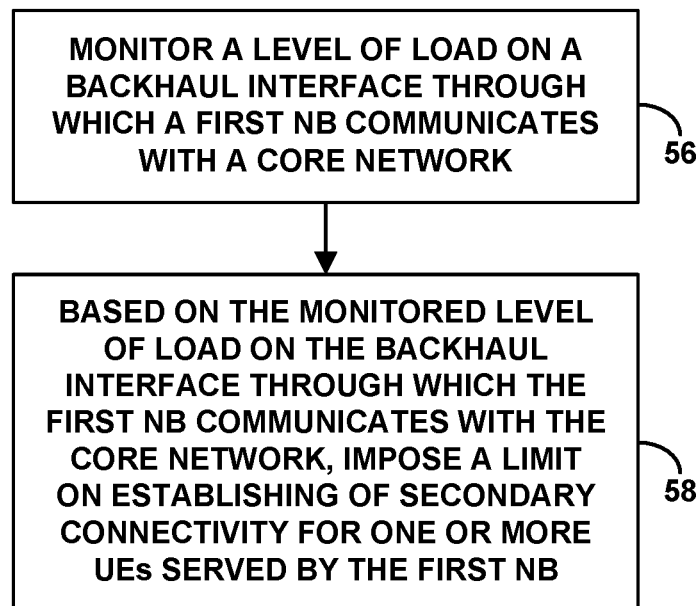 MONITOR A LEVEL OF LOAD ON A
BACKHAUL INTERFACE THROUGH
WHICH A FIRST NB COMMUNICATES
WITH A CORE NETWORK
56
BASED ON THE MONITORED LEVEL
OF LOAD ON THE BACKHAUL
INTERFACE THROUGH WHICH THE
FIRST NB COMMUNICATES WITH THE
CORE NETWORK, IMPOSE A LIMIT
ON ESTABLISHING OF SECONDARY
CONNECTIVITY FOR ONE OR MORE
UEs SERVED BY THE FIRST NB
58